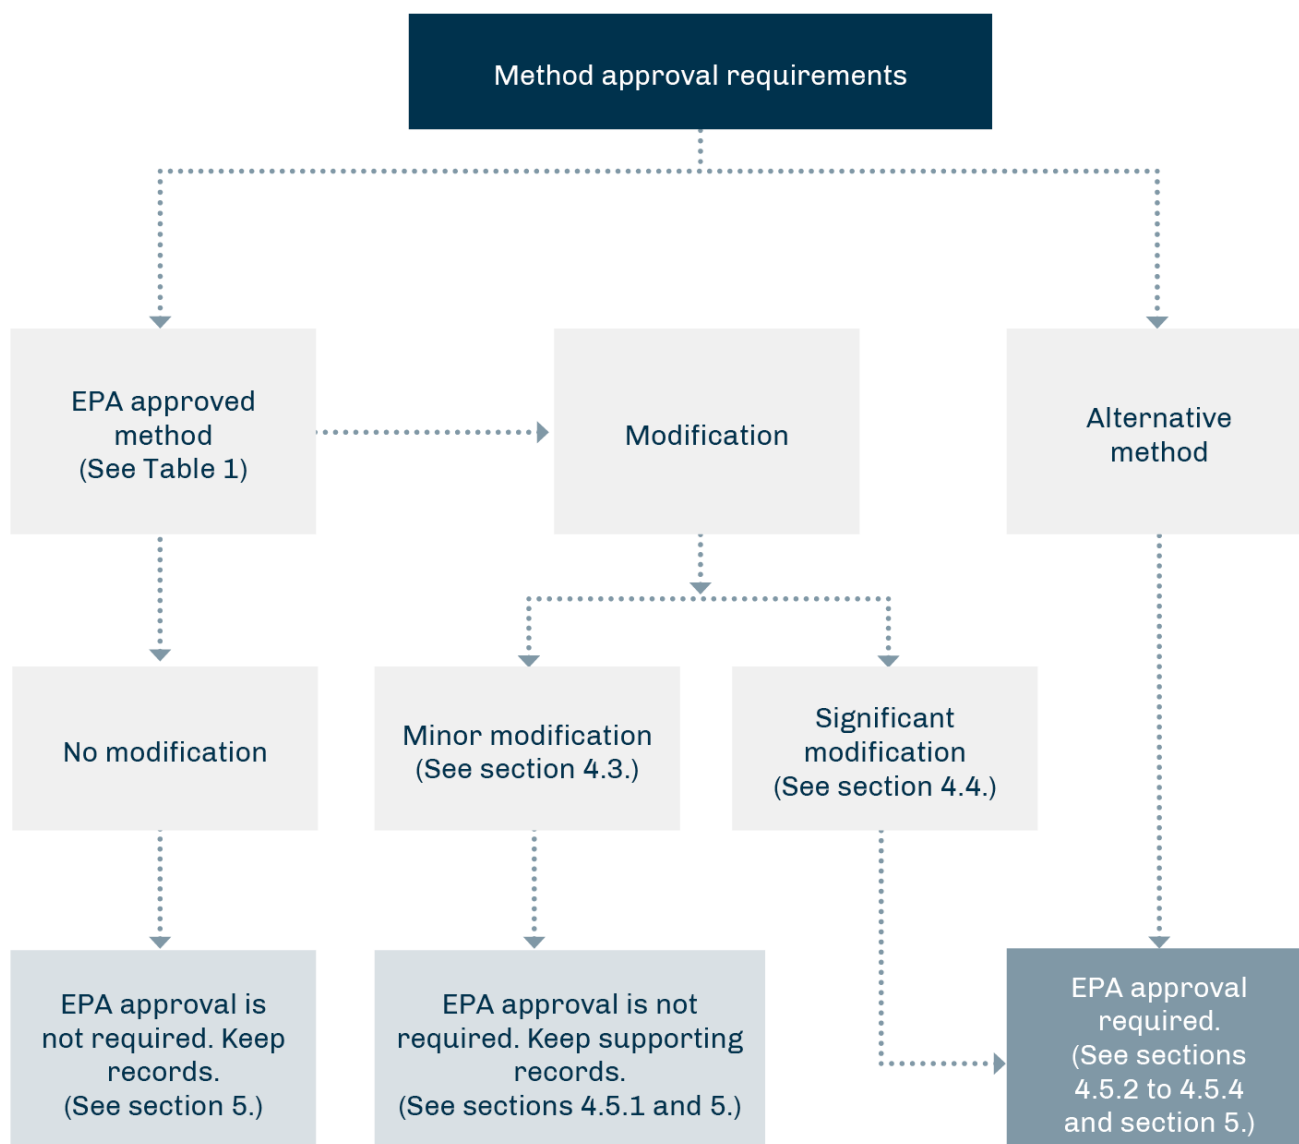 Method approval requirements
EPA approved
method
(See Table 1)
Modification
Alternative
method
No modification
Minor modification
(See section 4.3.)
Significant
modification
(See section 4.4.)
EPA approval is
not required. Keep
records.
(See section 5.)
EPA approval is not
required. Keep supporting
records.
(See sections 4.5.1 and 5.)
EPA approval
required.
(See sections
4.5.2 to 4.5.4
and section 5.)